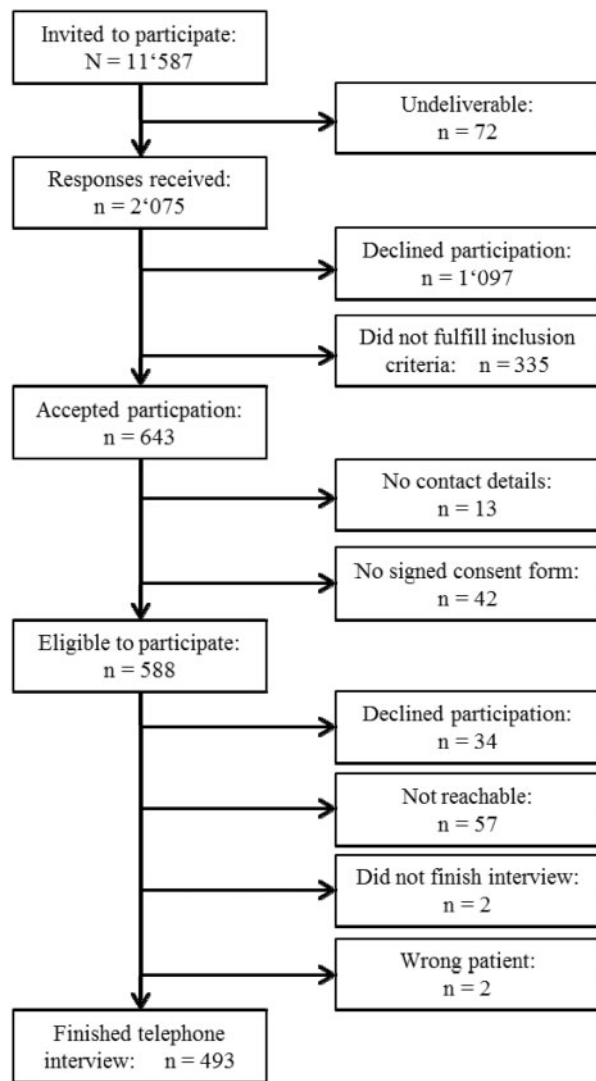 Invited to participate:
N = 11‘587
Undeliverable:
n = 72
Responses received:
n = 2‘075
Declined participation:
n = 1‘097
Did not fulfill inclusion
criteria: n = 335
Accepted particpation:
n = 643
No contact details:
n = 13
No signed consent form:
n = 42
Eligible to participate:
n = 588
Declined participation:
n = 34
Not reachable:
n = 57
Did not finish interview:
n = 2
Wrong patient:
n = 2
Finished telephone
interview: n = 493